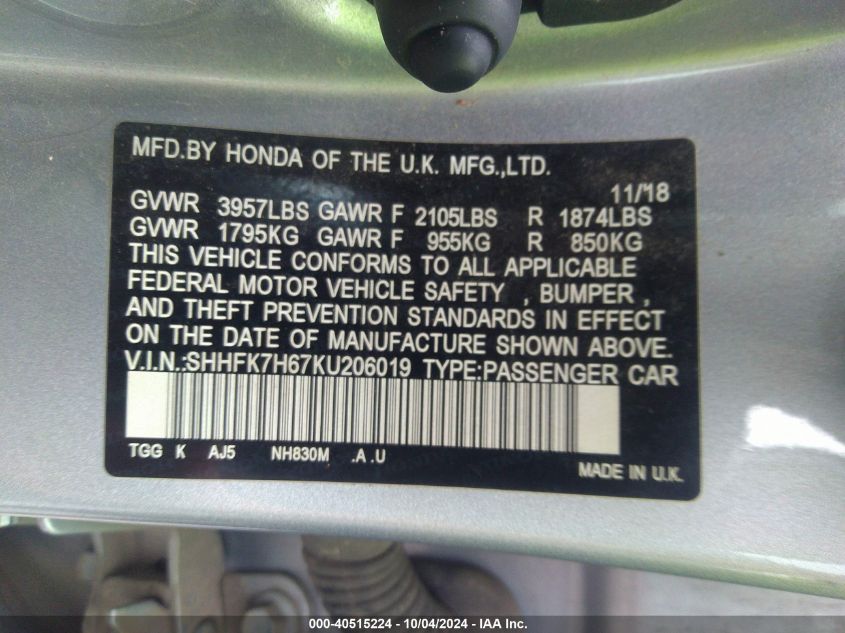 MFD.BY HONDA OF THE U.K. MFG.,LTD.
11/18
GVWR 3957LBS GAWR F 2105LBS R 1874LBS
GVWR 1795KG GAWR F 955KG R 850KG
THIS VEHICLE CONFORMS TO ALL APPLICABLE
FEDERAL MOTOR VEHICLE SAFETY , BUMPER ,
AND THEFT PREVENTION STANDARDS IN EFFECT
ON THE DATE OF MANUFACTURE SHOWN ABOVE.
V.I.N.:SHHFK7H67KU206019 TYPE:PASSENGER CAR
TGG K AJ5 NH830M .A .U
MADE IN U.K.
000-40515224 - 10/04/2024 - IAA Inc.